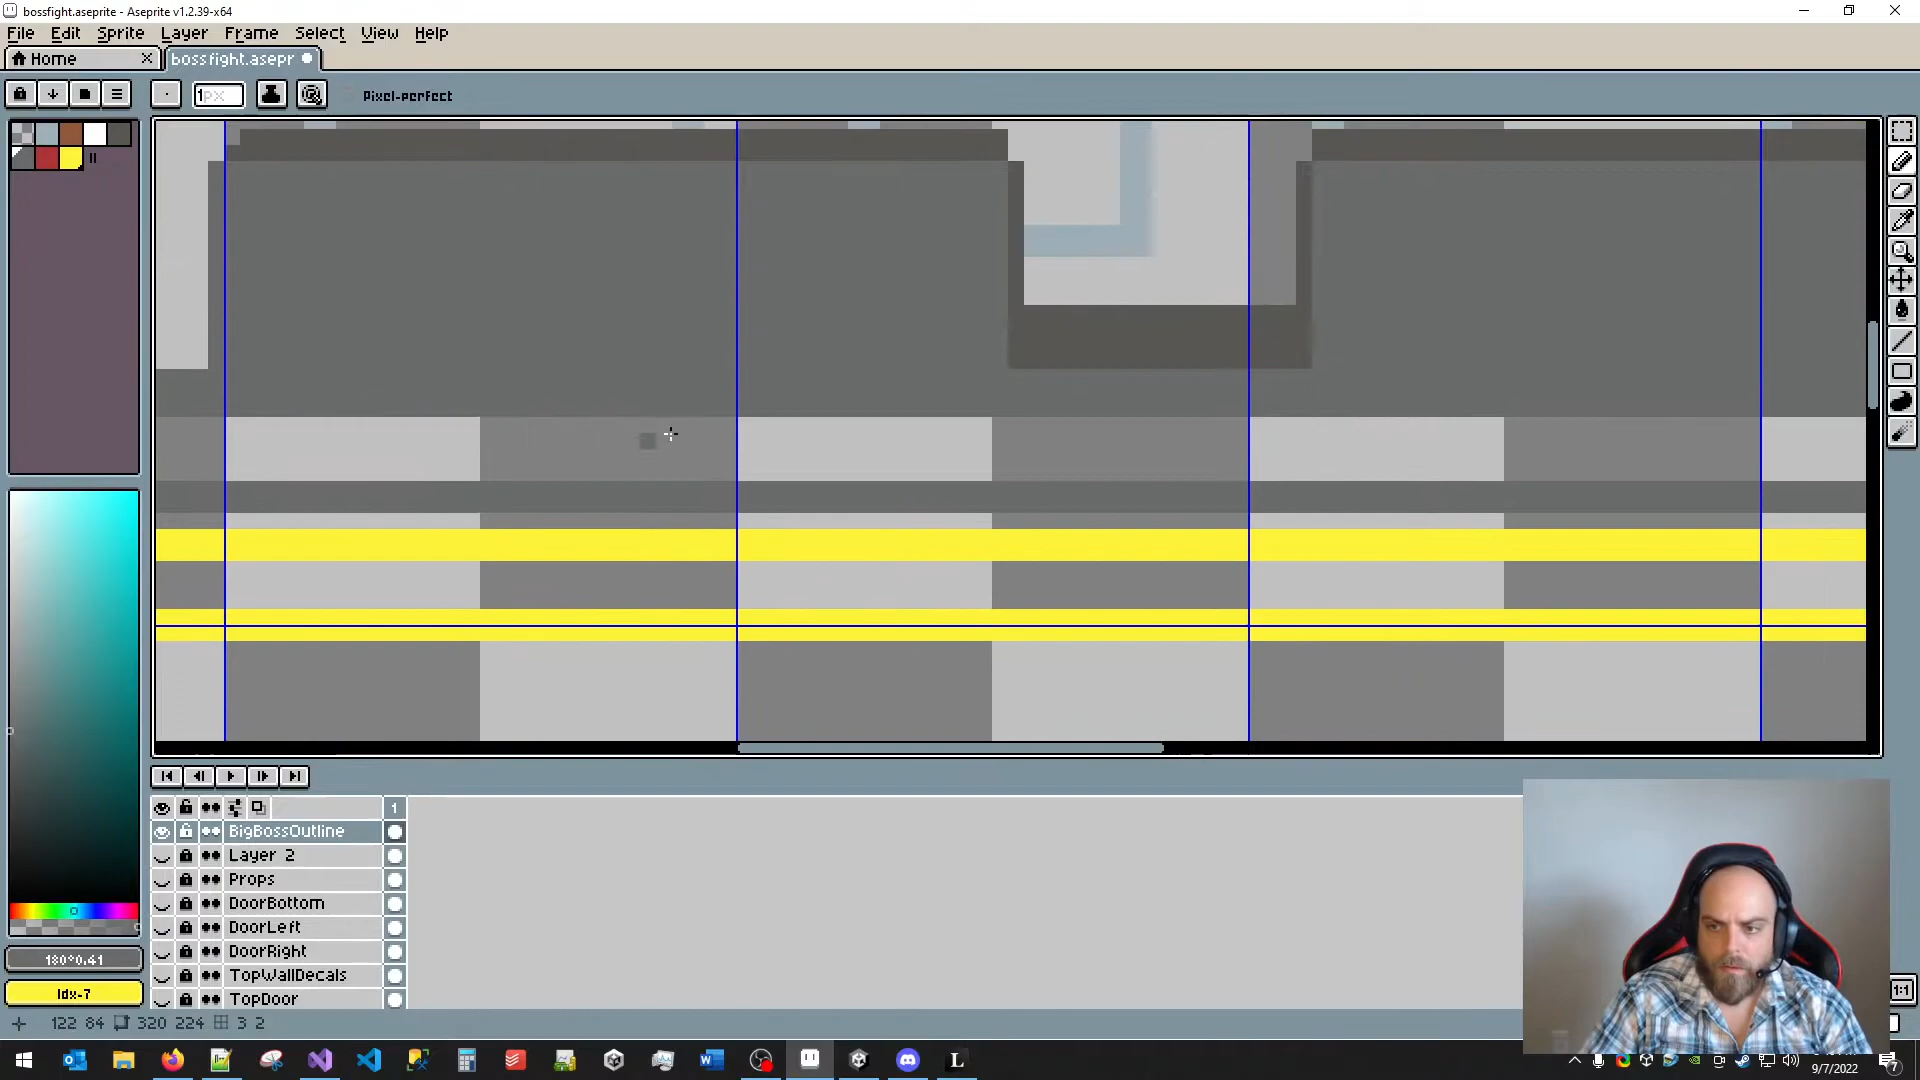 bossfight.aseprite - Aseprite v1.2.39-x64
File Edit Sprite Layer Frame Select View Help
Home
bossfight.asepr
1px
Pixel-perfect
1
BigBossOutline
Layer 2
Props
DoorBottom
DoorLeft
DoorRight
TopWallDecals
TopDoor
180°0.41
Idx-7
122 84 320 224 3 2
1:1
9/7/2022
7